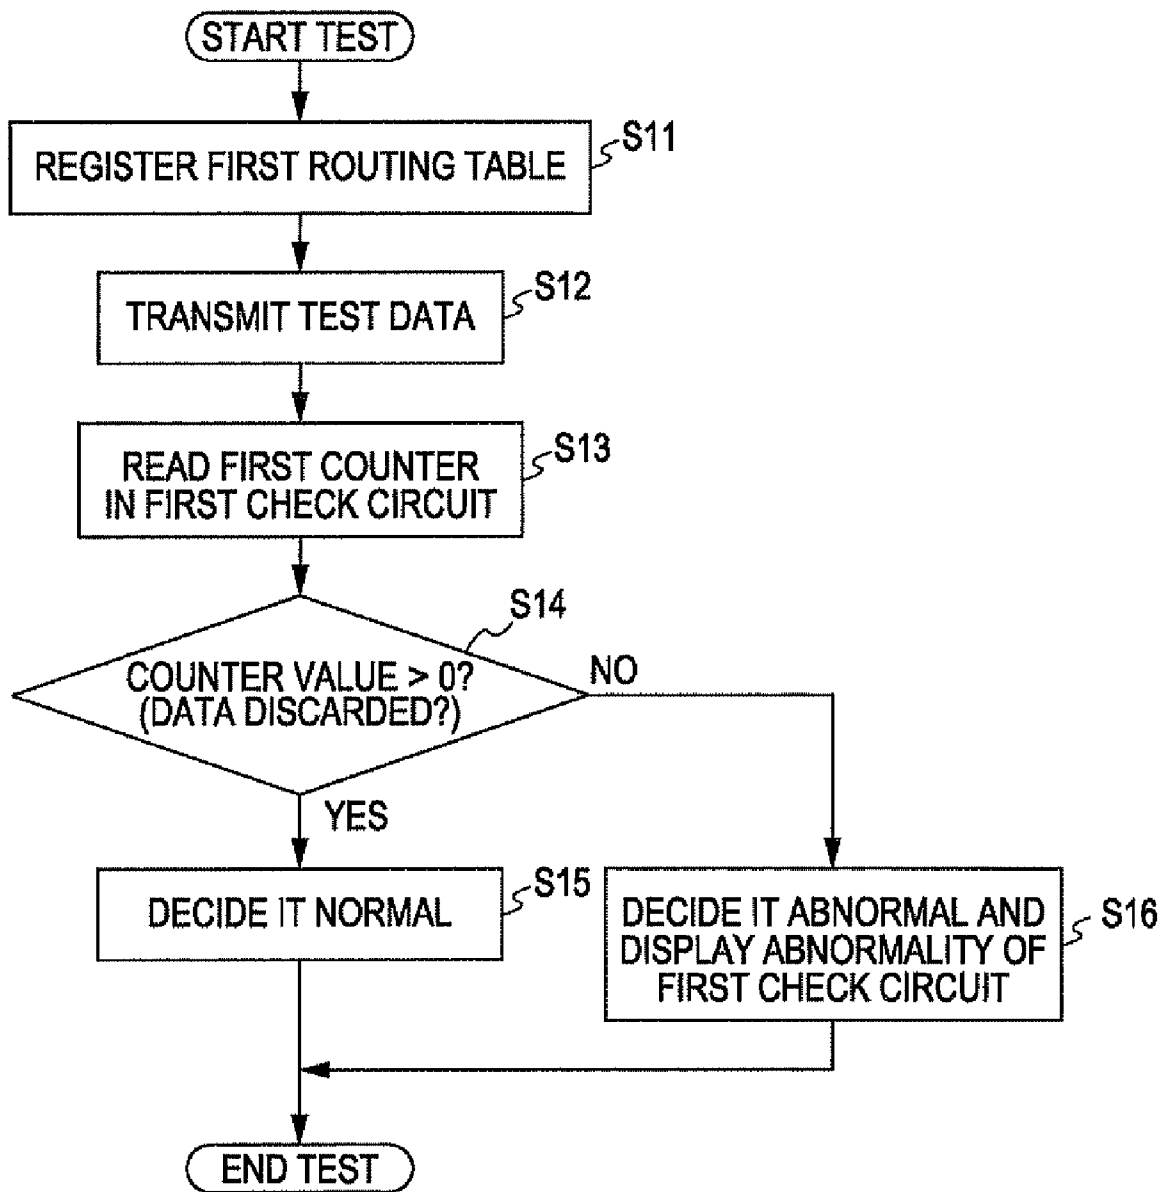 START TEST
S11
REGISTER FIRST ROUTING TABLE
S12
TRANSMIT TEST DATA
S13
READ FIRST COUNTER
IN FIRST CHECK CIRCUIT
S14
COUNTER VALUE > 0?
(DATA DISCARDED?)
NO
YES
S15
DECIDE IT NORMAL
S16
DECIDE IT ABNORMAL AND
DISPLAY ABNORMALITY OF
FIRST CHECK CIRCUIT
END TEST